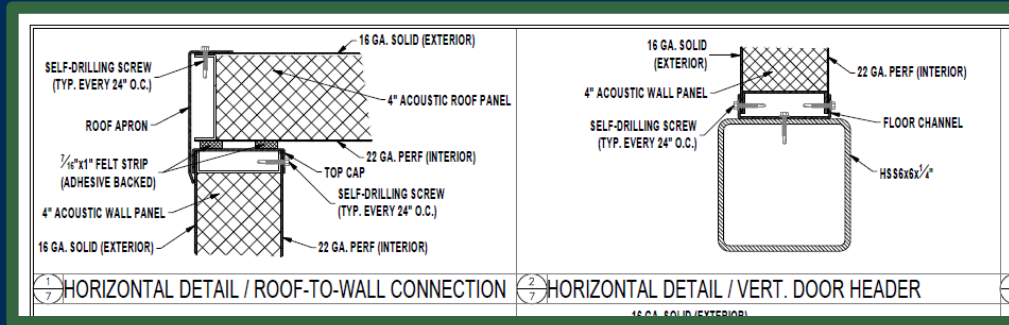 16 GA. SOLID (EXTERIOR)
SELF-DRILLING SCREW
(TYP. EVERY 24" O.C.)
4" ACOUSTIC ROOF PANEL
ROOF APRON
7/16"x1" FELT STRIP
(ADHESIVE BACKED)
22 GA. PERF (INTERIOR)
TOP CAP
SELF-DRILLING SCREW
(TYP. EVERY 24" O.C.)
4" ACOUSTIC WALL PANEL
16 GA. SOLID (EXTERIOR)
22 GA. PERF (INTERIOR)
1
7
HORIZONTAL DETAIL / ROOF-TO-WALL CONNECTION
16 GA. SOLID
(EXTERIOR)
22 GA. PERF (INTERIOR)
4" ACOUSTIC WALL PANEL
SELF-DRILLING SCREW
(TYP. EVERY 24" O.C.)
FLOOR CHANNEL
HSS6x6x1/4"
2
7
HORIZONTAL DETAIL / VERT. DOOR HEADER
16 GA. SOLID (EXTERIOR)